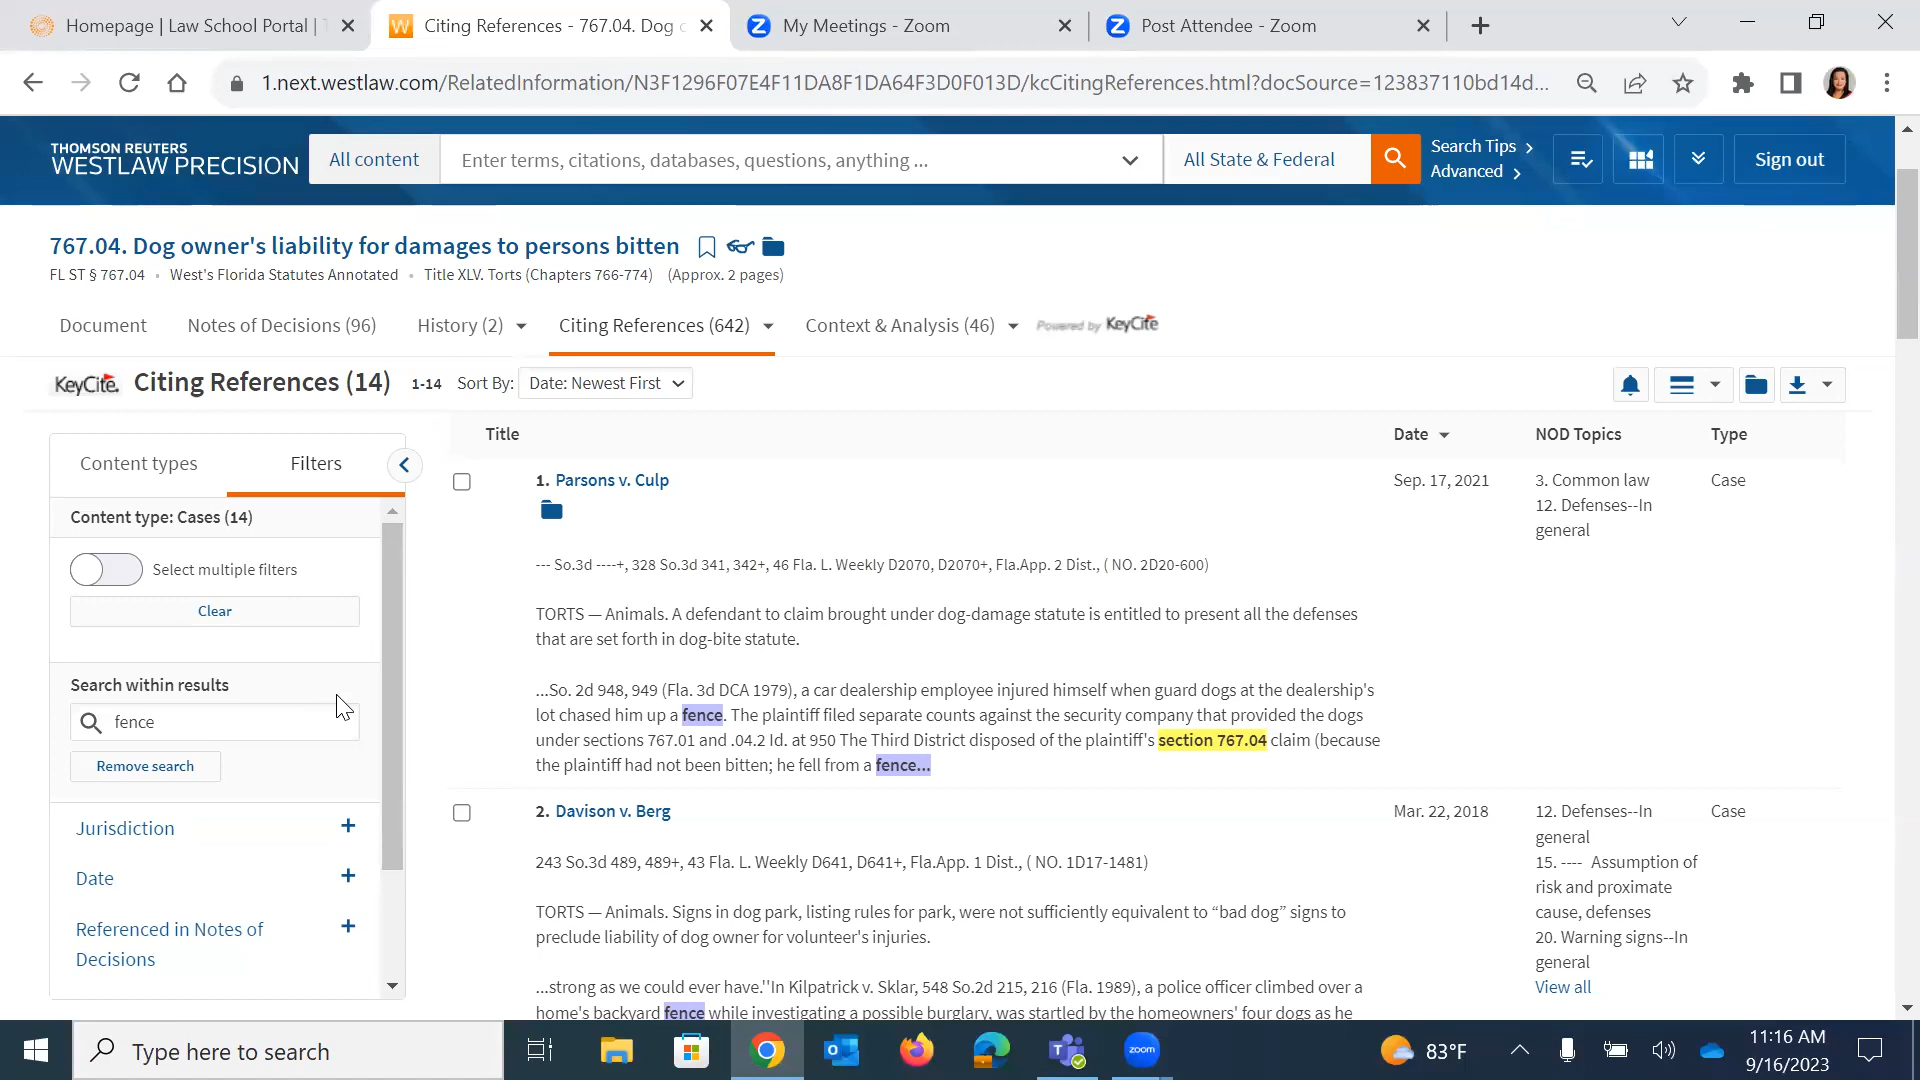 Homepage | Law School Portal |
Citing References - 767.04. Dog
My Meetings - Zoom
Post Attendee - Zoom
1.next.westlaw.com/RelatedInformation/N3F1296F07E4F11DA8F1DA64F3D0F013D/kcCitingReferences.html?docSource=123837110bd14d...
THOMSON REUTERS
WESTLAW PRECISION
All content
Enter terms, citations, databases, questions, anything ...
All State & Federal
Search Tips
Advanced
Sign out
767.04. Dog owner's liability for damages to persons bitten
FL ST § 767.04 • West's Florida Statutes Annotated • Title XLV. Torts (Chapters 766-774) (Approx. 2 pages)
Document
Notes of Decisions (96)
History (2)
Citing References (642)
Context & Analysis (46)
Powered by KeyCite
KeyCite. Citing References (14) 1-14 Sort By: Date: Newest First
Content types
Filters
Content type: Cases (14)
Select multiple filters
Clear
Search within results
fence
Remove search
Jurisdiction +
Date +
Referenced in Notes of +
Decisions
Title
Date
NOD Topics
Type
1. Parsons v. Culp
Sep. 17, 2021
3. Common law
12. Defenses--In
general
Case
--- So.3d ----+, 328 So.3d 341, 342+, 46 Fla. L. Weekly D2070, D2070+, Fla.App. 2 Dist., ( NO. 2D20-600)
TORTS — Animals. A defendant to claim brought under dog-damage statute is entitled to present all the defenses
that are set forth in dog-bite statute.
...So. 2d 948, 949 (Fla. 3d DCA 1979), a car dealership employee injured himself when guard dogs at the dealership's
lot chased him up a fence. The plaintiff filed separate counts against the security company that provided the dogs
under sections 767.01 and .04.2 Id. at 950 The Third District disposed of the plaintiff's section 767.04 claim (because
the plaintiff had not been bitten; he fell from a fence...
2. Davison v. Berg
Mar. 22, 2018
12. Defenses--In
general
15. ---- Assumption of
risk and proximate
cause, defenses
20. Warning signs--In
general
View all
Case
243 So.3d 489, 489+, 43 Fla. L. Weekly D641, D641+, Fla.App. 1 Dist., ( NO. 1D17-1481)
TORTS — Animals. Signs in dog park, listing rules for park, were not sufficiently equivalent to “bad dog” signs to
preclude liability of dog owner for volunteer's injuries.
...strong as we could ever have.''In Kilpatrick v. Sklar, 548 So.2d 215, 216 (Fla. 1989), a police officer climbed over a
home's backyard fence while investigating a possible burglary, was startled by the homeowners' four dogs as he
Type here to search
zoom
83°F
11:16 AM
9/16/2023